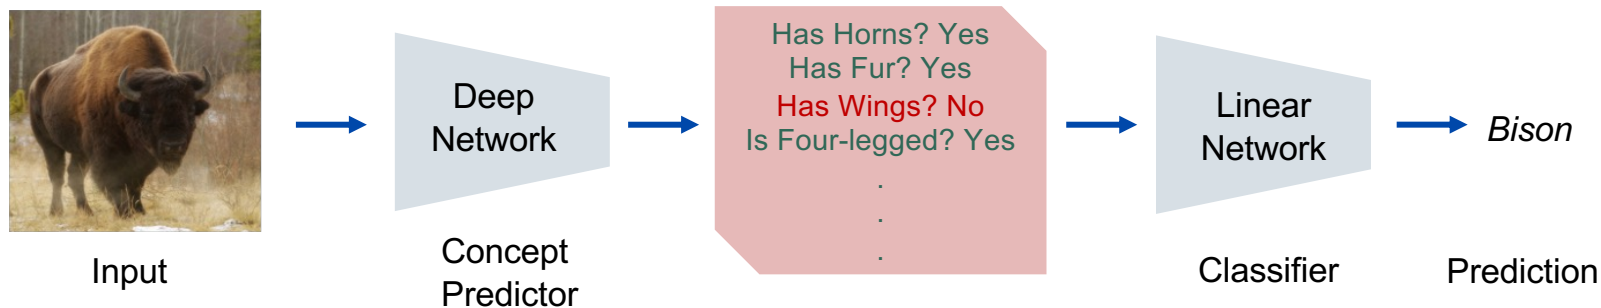 Input
Deep
Network
Concept
Predictor
Has Horns? Yes
Has Fur? Yes
Has Wings? No
Is Four-legged? Yes
.
.
.
Linear
Network
Classifier
Bison
Prediction